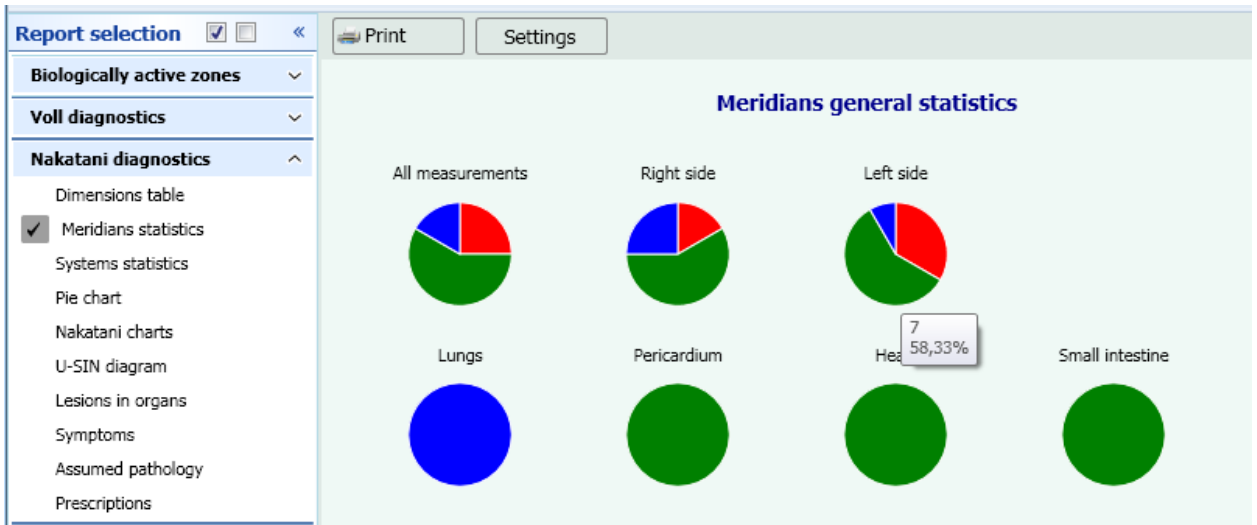 Report selection
Print
Settings
Biologically active zones
Voll diagnostics
Nakatani diagnostics
Dimensions table
Meridians statistics
Systems statistics
Pie chart
Nakatani charts
U-SIN diagram
Lesions in organs
Symptoms
Assumed pathology
Prescriptions
Meridians general statistics
All measurements
Right side
Left side
7
58,33%
Lungs
Pericardium
Small intestine